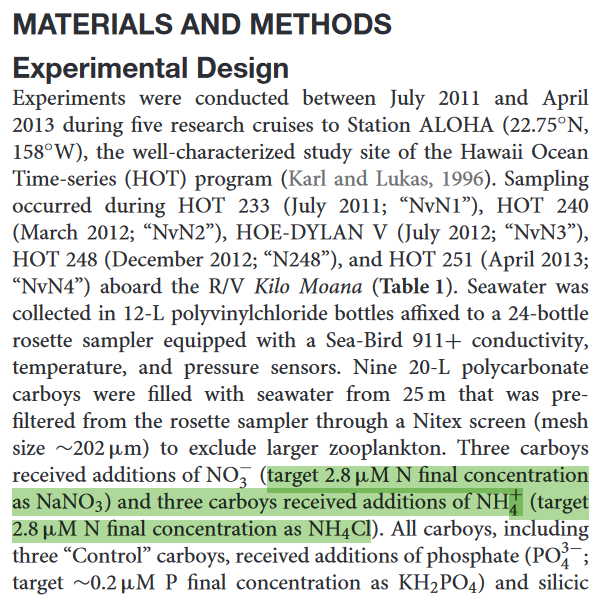 MATERIALS AND METHODS
Experimental Design
Experiments were conducted between July 2011 and April
2013 during five research cruises to Station ALOHA (22.75°N,
158°W), the well-characterized study site of the Hawaii Ocean
Time-series (HOT) program (Karl and Lukas, 1996). Sampling
occurred during HOT 233 (July 2011; “NvN1”), HOT 240
(March 2012; “NvN2”), HOE-DYLAN V (July 2012; “NvN3”),
HOT 248 (December 2012; “N248”), and HOT 251 (April 2013;
“NvN4”) aboard the R/V Kilo Moana (Table 1). Seawater was
collected in 12-L polyvinylchloride bottles affixed to a 24-bottle
rosette sampler equipped with a Sea-Bird 911+ conductivity,
temperature, and pressure sensors. Nine 20-L polycarbonate
carboys were filled with seawater from 25 m that was pre-
filtered from the rosette sampler through a Nitex screen (mesh
size ∼202 µm) to exclude larger zooplankton. Three carboys
received additions of NO₃⁻ (target 2.8 µM N final concentration
as NaNO₃) and three carboys received additions of NH₄⁺ (target
2.8 µM N final concentration as NH₄Cl). All carboys, including
three “Control” carboys, received additions of phosphate (PO₄³⁻;
target ∼0.2 µM P final concentration as KH₂PO₄) and silicic